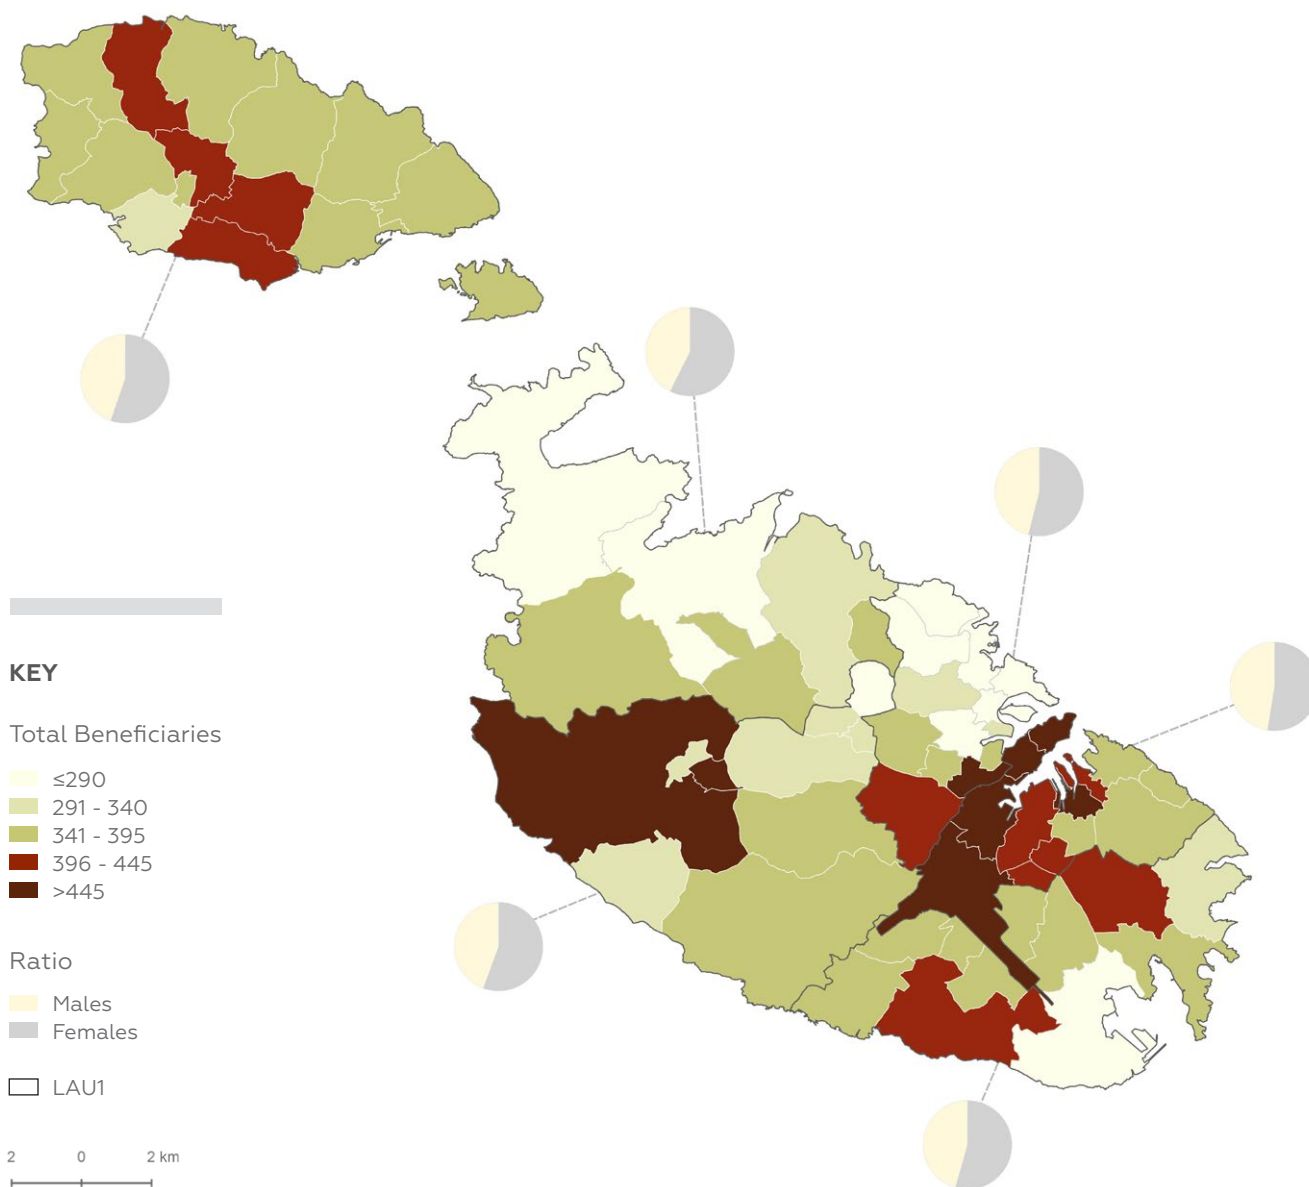 KEY
Total Beneficiaries
≤290
291 - 340
341 - 395
396 - 445
>445
Ratio
Males
Females
LAU1
2 0 2 km